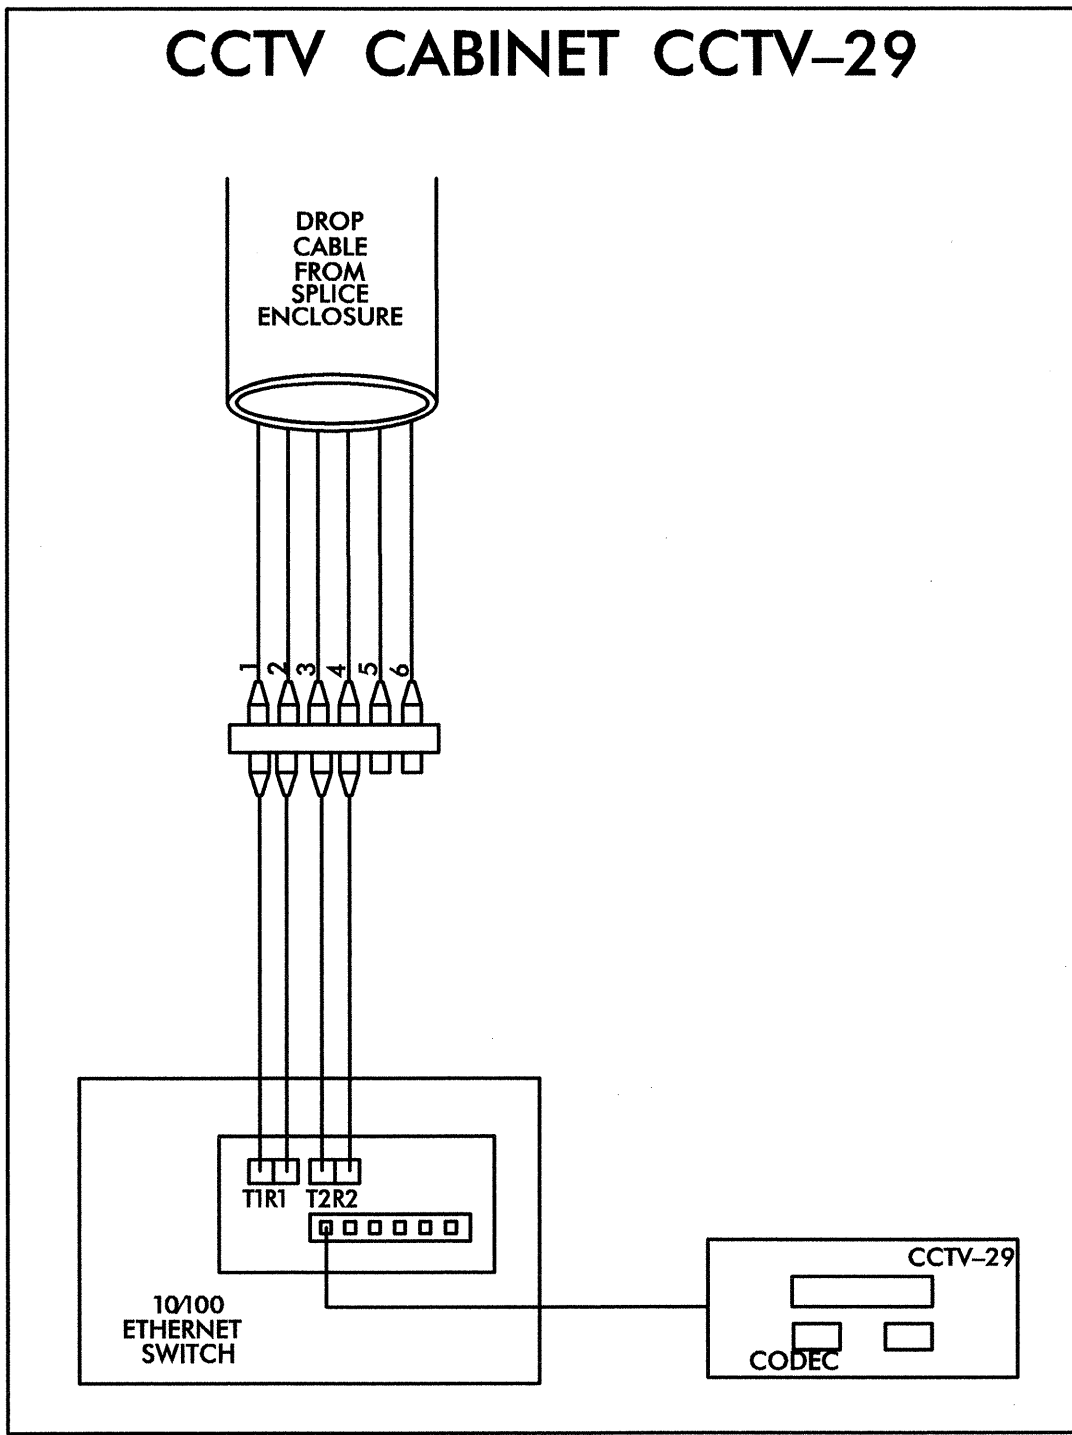 CCTV CABINET CCTV–29
DROP
CABLE
FROM
SPLICE
ENCLOSURE
1 2 3 4 5 6
T1R1 T2R2
10/100
ETHERNET
SWITCH
CCTV–29
CODEC